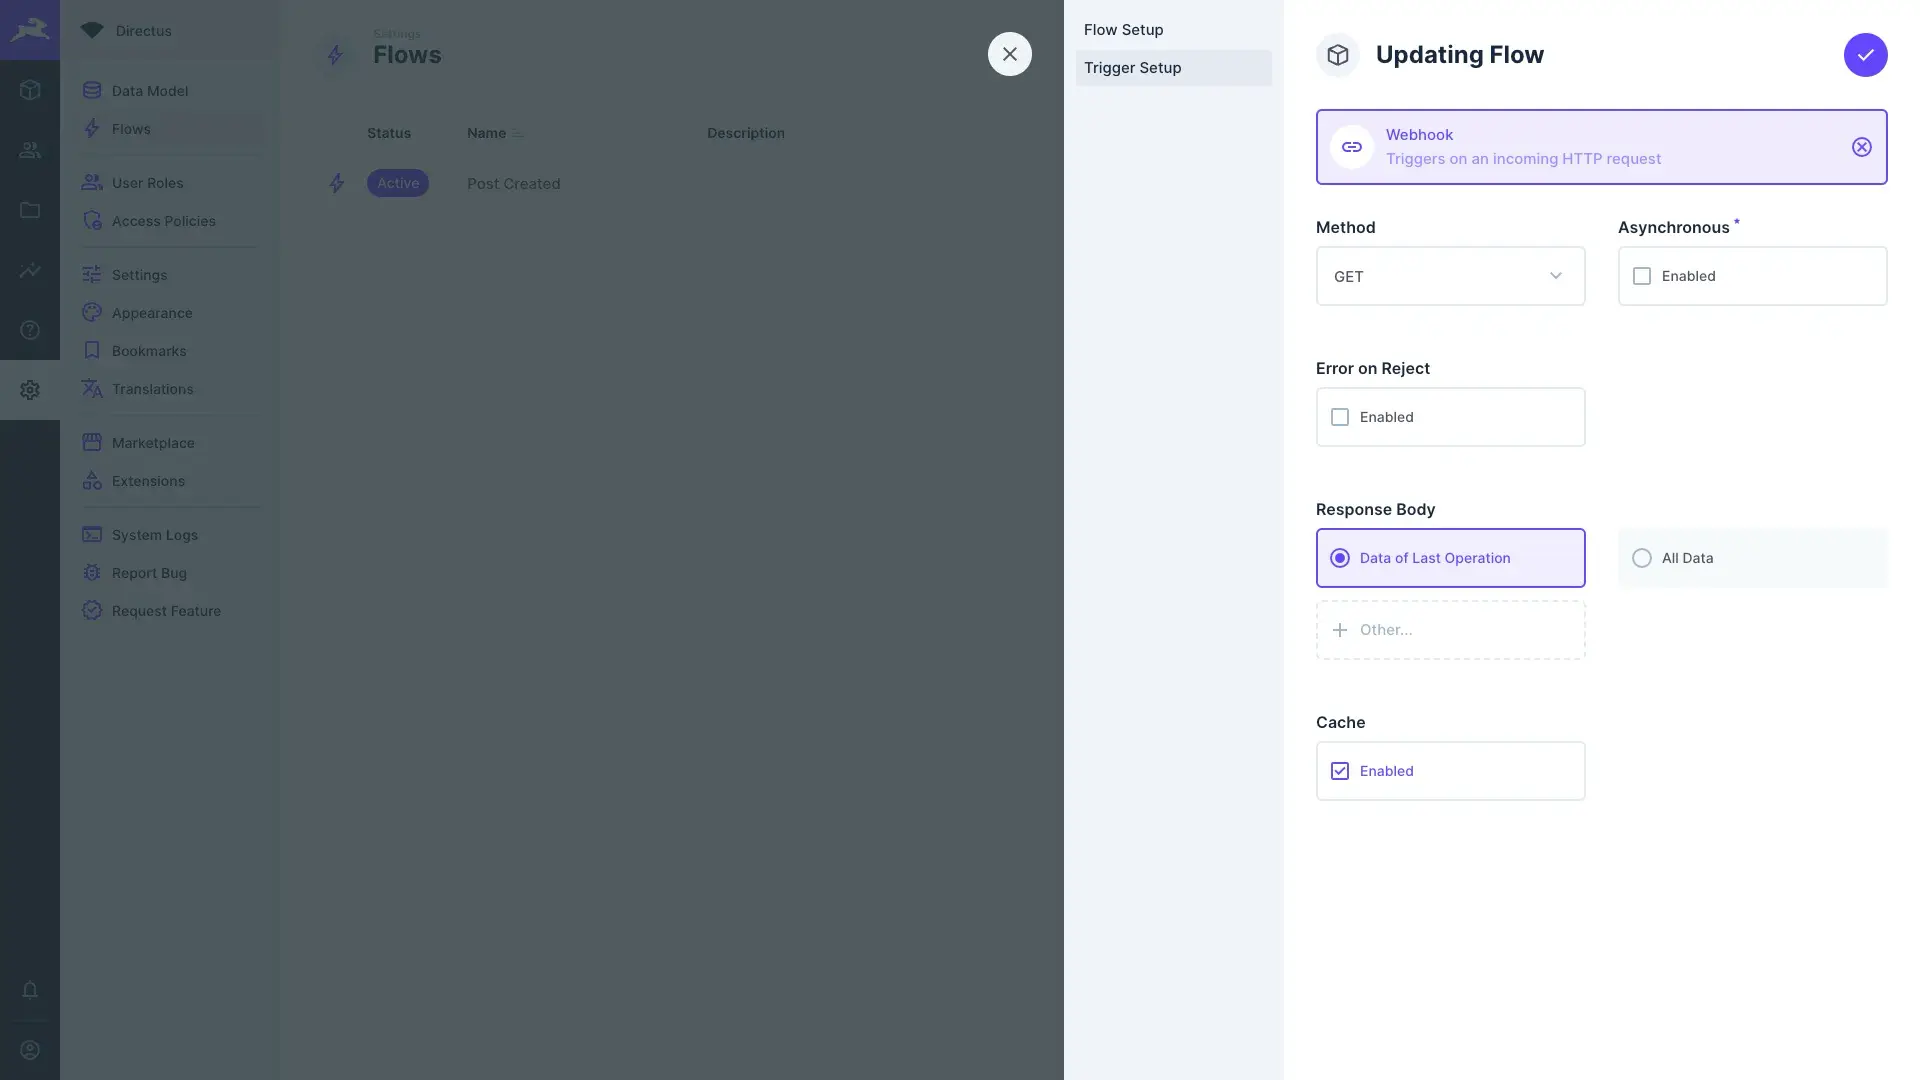 Directus
Data Model
Flows
User Roles
Access Policies
Settings
Appearance
Bookmarks
Translations
Marketplace
Extensions
System Logs
Report Bug
Request Feature
Settings
Flows
Status Name Description
Active Post Created
Flow Setup
Trigger Setup
Updating Flow
Webhook
Triggers on an incoming HTTP request
Method Asynchronous *
GET Enabled
Error on Reject
Enabled
Response Body
Data of Last Operation All Data
Other...
Cache
Enabled